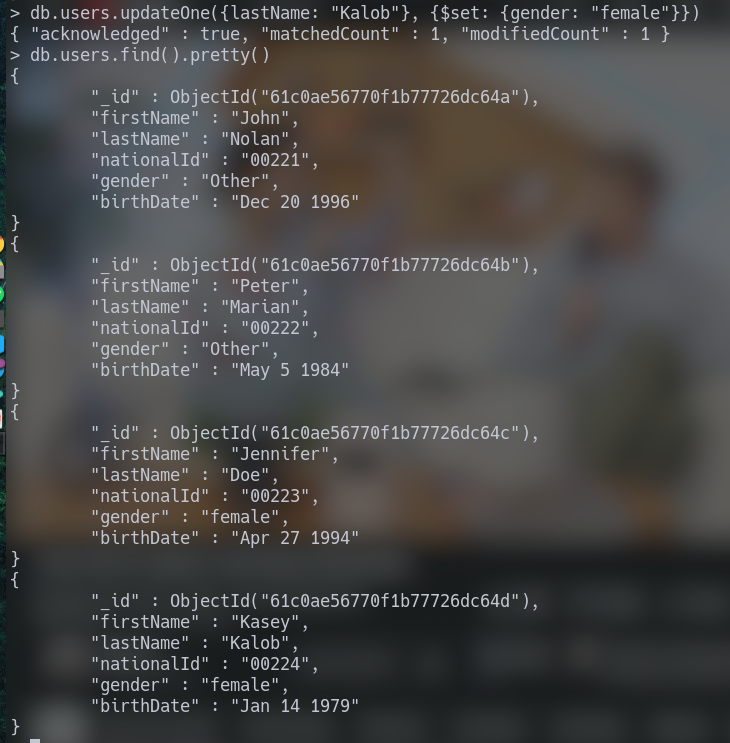 > db.users.updateOne({lastName: "Kalob"}, {$set: {gender: "female"}})
{ "acknowledged" : true, "matchedCount" : 1, "modifiedCount" : 1 }
> db.users.find().pretty()
{
        "_id" : ObjectId("61c0ae56770f1b77726dc64a"),
        "firstName" : "John",
        "lastName" : "Nolan",
        "nationalId" : "00221",
        "gender" : "Other",
        "birthDate" : "Dec 20 1996"
}
{
        "_id" : ObjectId("61c0ae56770f1b77726dc64b"),
        "firstName" : "Peter",
        "lastName" : "Marian",
        "nationalId" : "00222",
        "gender" : "Other",
        "birthDate" : "May 5 1984"
}
{
        "_id" : ObjectId("61c0ae56770f1b77726dc64c"),
        "firstName" : "Jennifer",
        "lastName" : "Doe",
        "nationalId" : "00223",
        "gender" : "female",
        "birthDate" : "Apr 27 1994"
}
{
        "_id" : ObjectId("61c0ae56770f1b77726dc64d"),
        "firstName" : "Kasey",
        "lastName" : "Kalob",
        "nationalId" : "00224",
        "gender" : "female",
        "birthDate" : "Jan 14 1979"
}